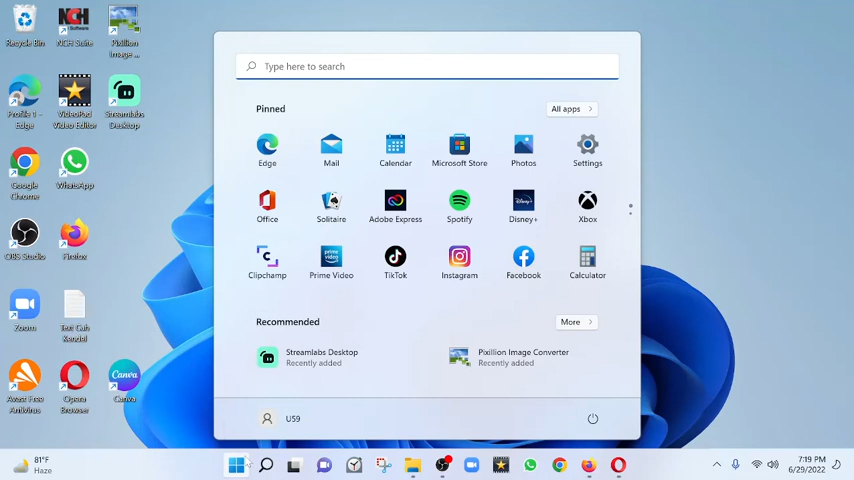 Recycle Bin
NCH Suite
Pixillion Image ...
Profile 1 - Edge
VideoPad Video Editor
Streamlabs Desktop
Google Chrome
WhatsApp
OBS Studio
Firefox
Zoom
Avast Free Antivirus
Opera Browser
Canva
Type here to search
Pinned
All apps >
Edge
Mail
Calendar
Microsoft Store
Photos
Settings
Office
Solitaire
Adobe Express
Spotify
Disney+
Xbox
Clipchamp
Prime Video
TikTok
Instagram
Facebook
Calculator
Recommended
More >
Streamlabs Desktop
Recently added
Pixillion Image Converter
Recently added
U59
81°F
Haze
7:19 PM
6/29/2022